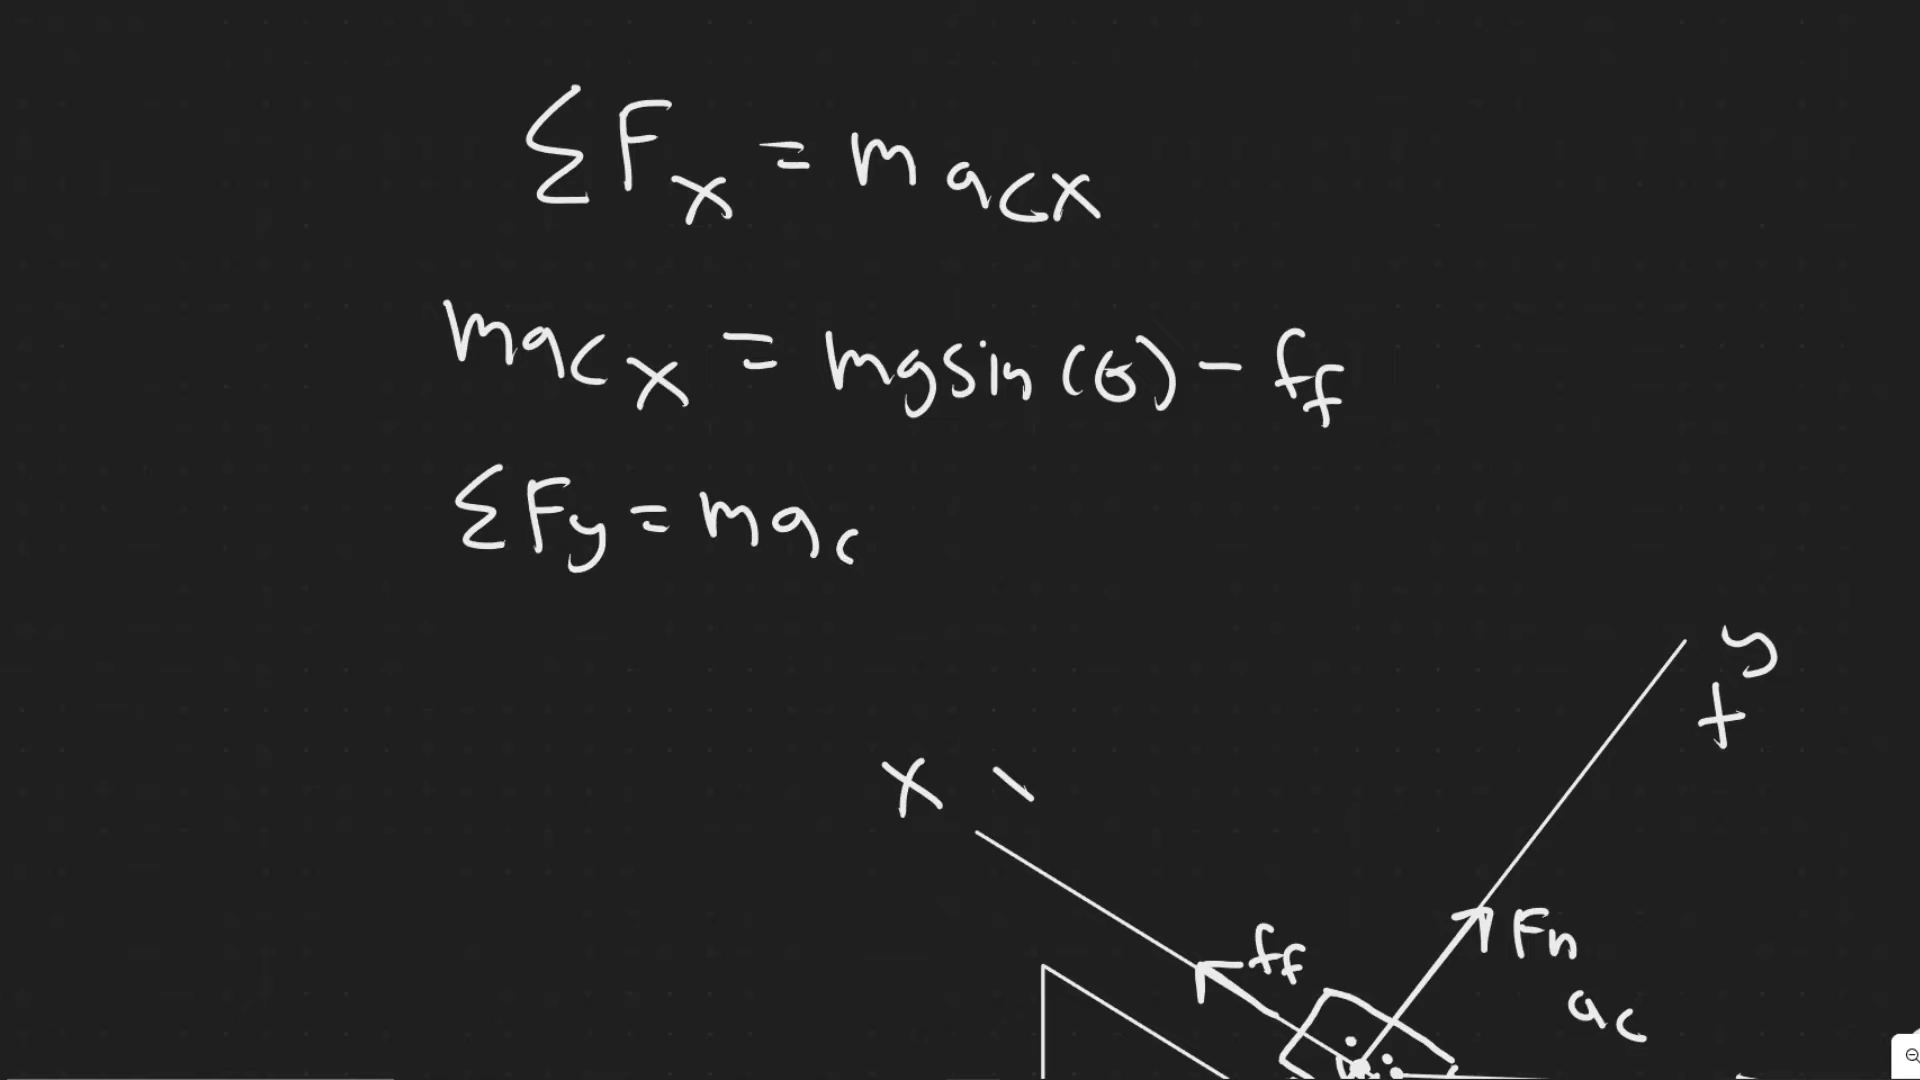 ΣFx = macx
macx = mgsin(θ) - ff
ΣFy = mac
y
+
x
ff
Fn
ac